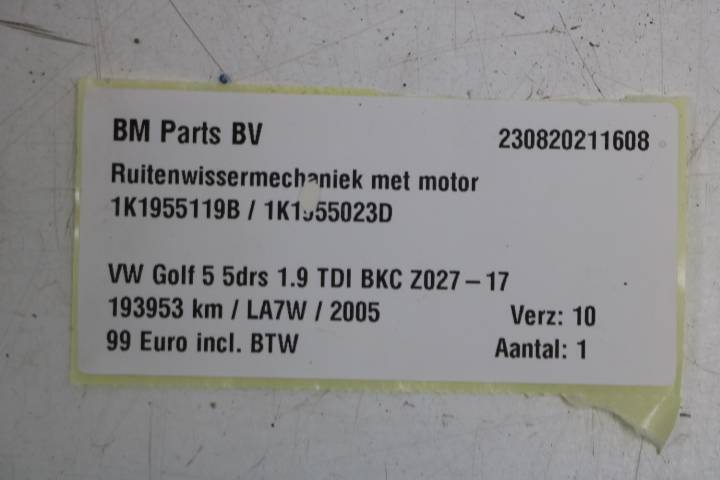 BM Parts BV 230820211608
Ruitenwissermechaniek met motor
1K1955119B / 1K1955023D
VW Golf 5 5drs 1.9 TDI BKC Z027 – 17
193953 km / LA7W / 2005 Verz: 10
99 Euro incl. BTW Aantal: 1